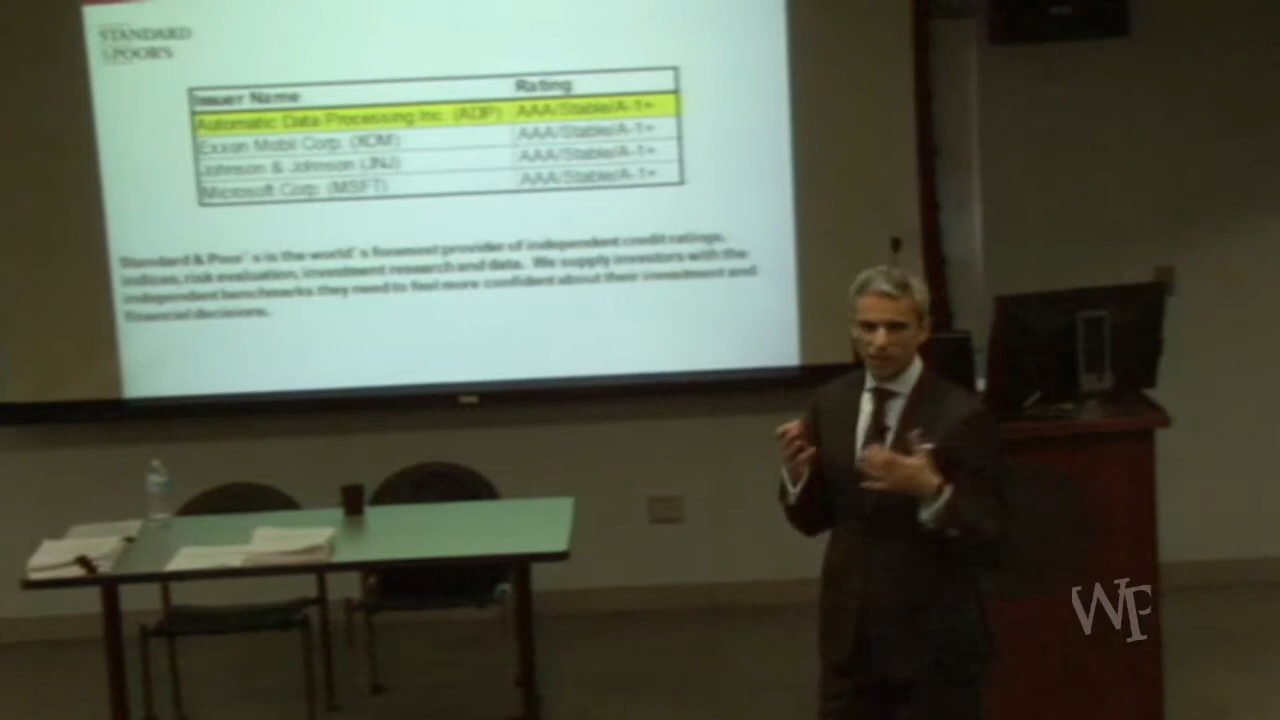 STANDARD
&POOR'S
Issuer Name Rating
Automatic Data Processing Inc. (ADP) AAA/Stable/A-1+
Exxon Mobil Corp. (XOM) AAA/Stable/A-1+
Johnson & Johnson (JNJ) AAA/Stable/A-1+
Microsoft Corp. (MSFT) AAA/Stable/A-1+
Standard & Poor' s is the world' s foremost provider of independent credit ratings,
indices, risk evaluation, investment research and data. We supply investors with the
independent benchmarks they need to feel more confident about their investment and
financial decisions.
WP